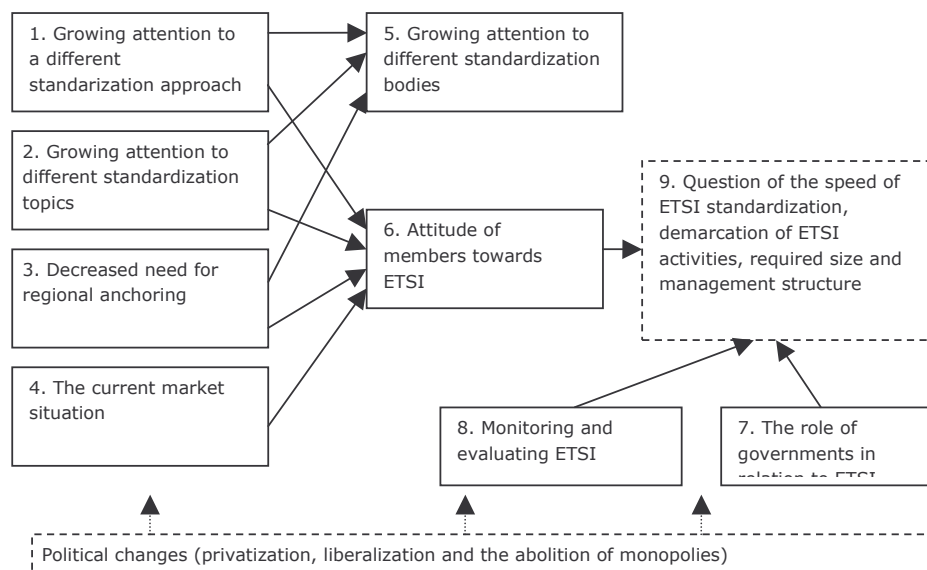 1. Growing attention to
a different
standarization approach
2. Growing attention to
different standardization
topics
3. Decreased need for
regional anchoring
4. The current market
situation
5. Growing attention to
different standardization
bodies
6. Attitude of
members towards
ETSI
9. Question of the speed of
ETSI standardization,
demarcation of ETSI
activities, required size and
management structure
8. Monitoring and
evaluating ETSI
7. The role of
governments in
relation to ETSI
Political changes (privatization, liberalization and the abolition of monopolies)